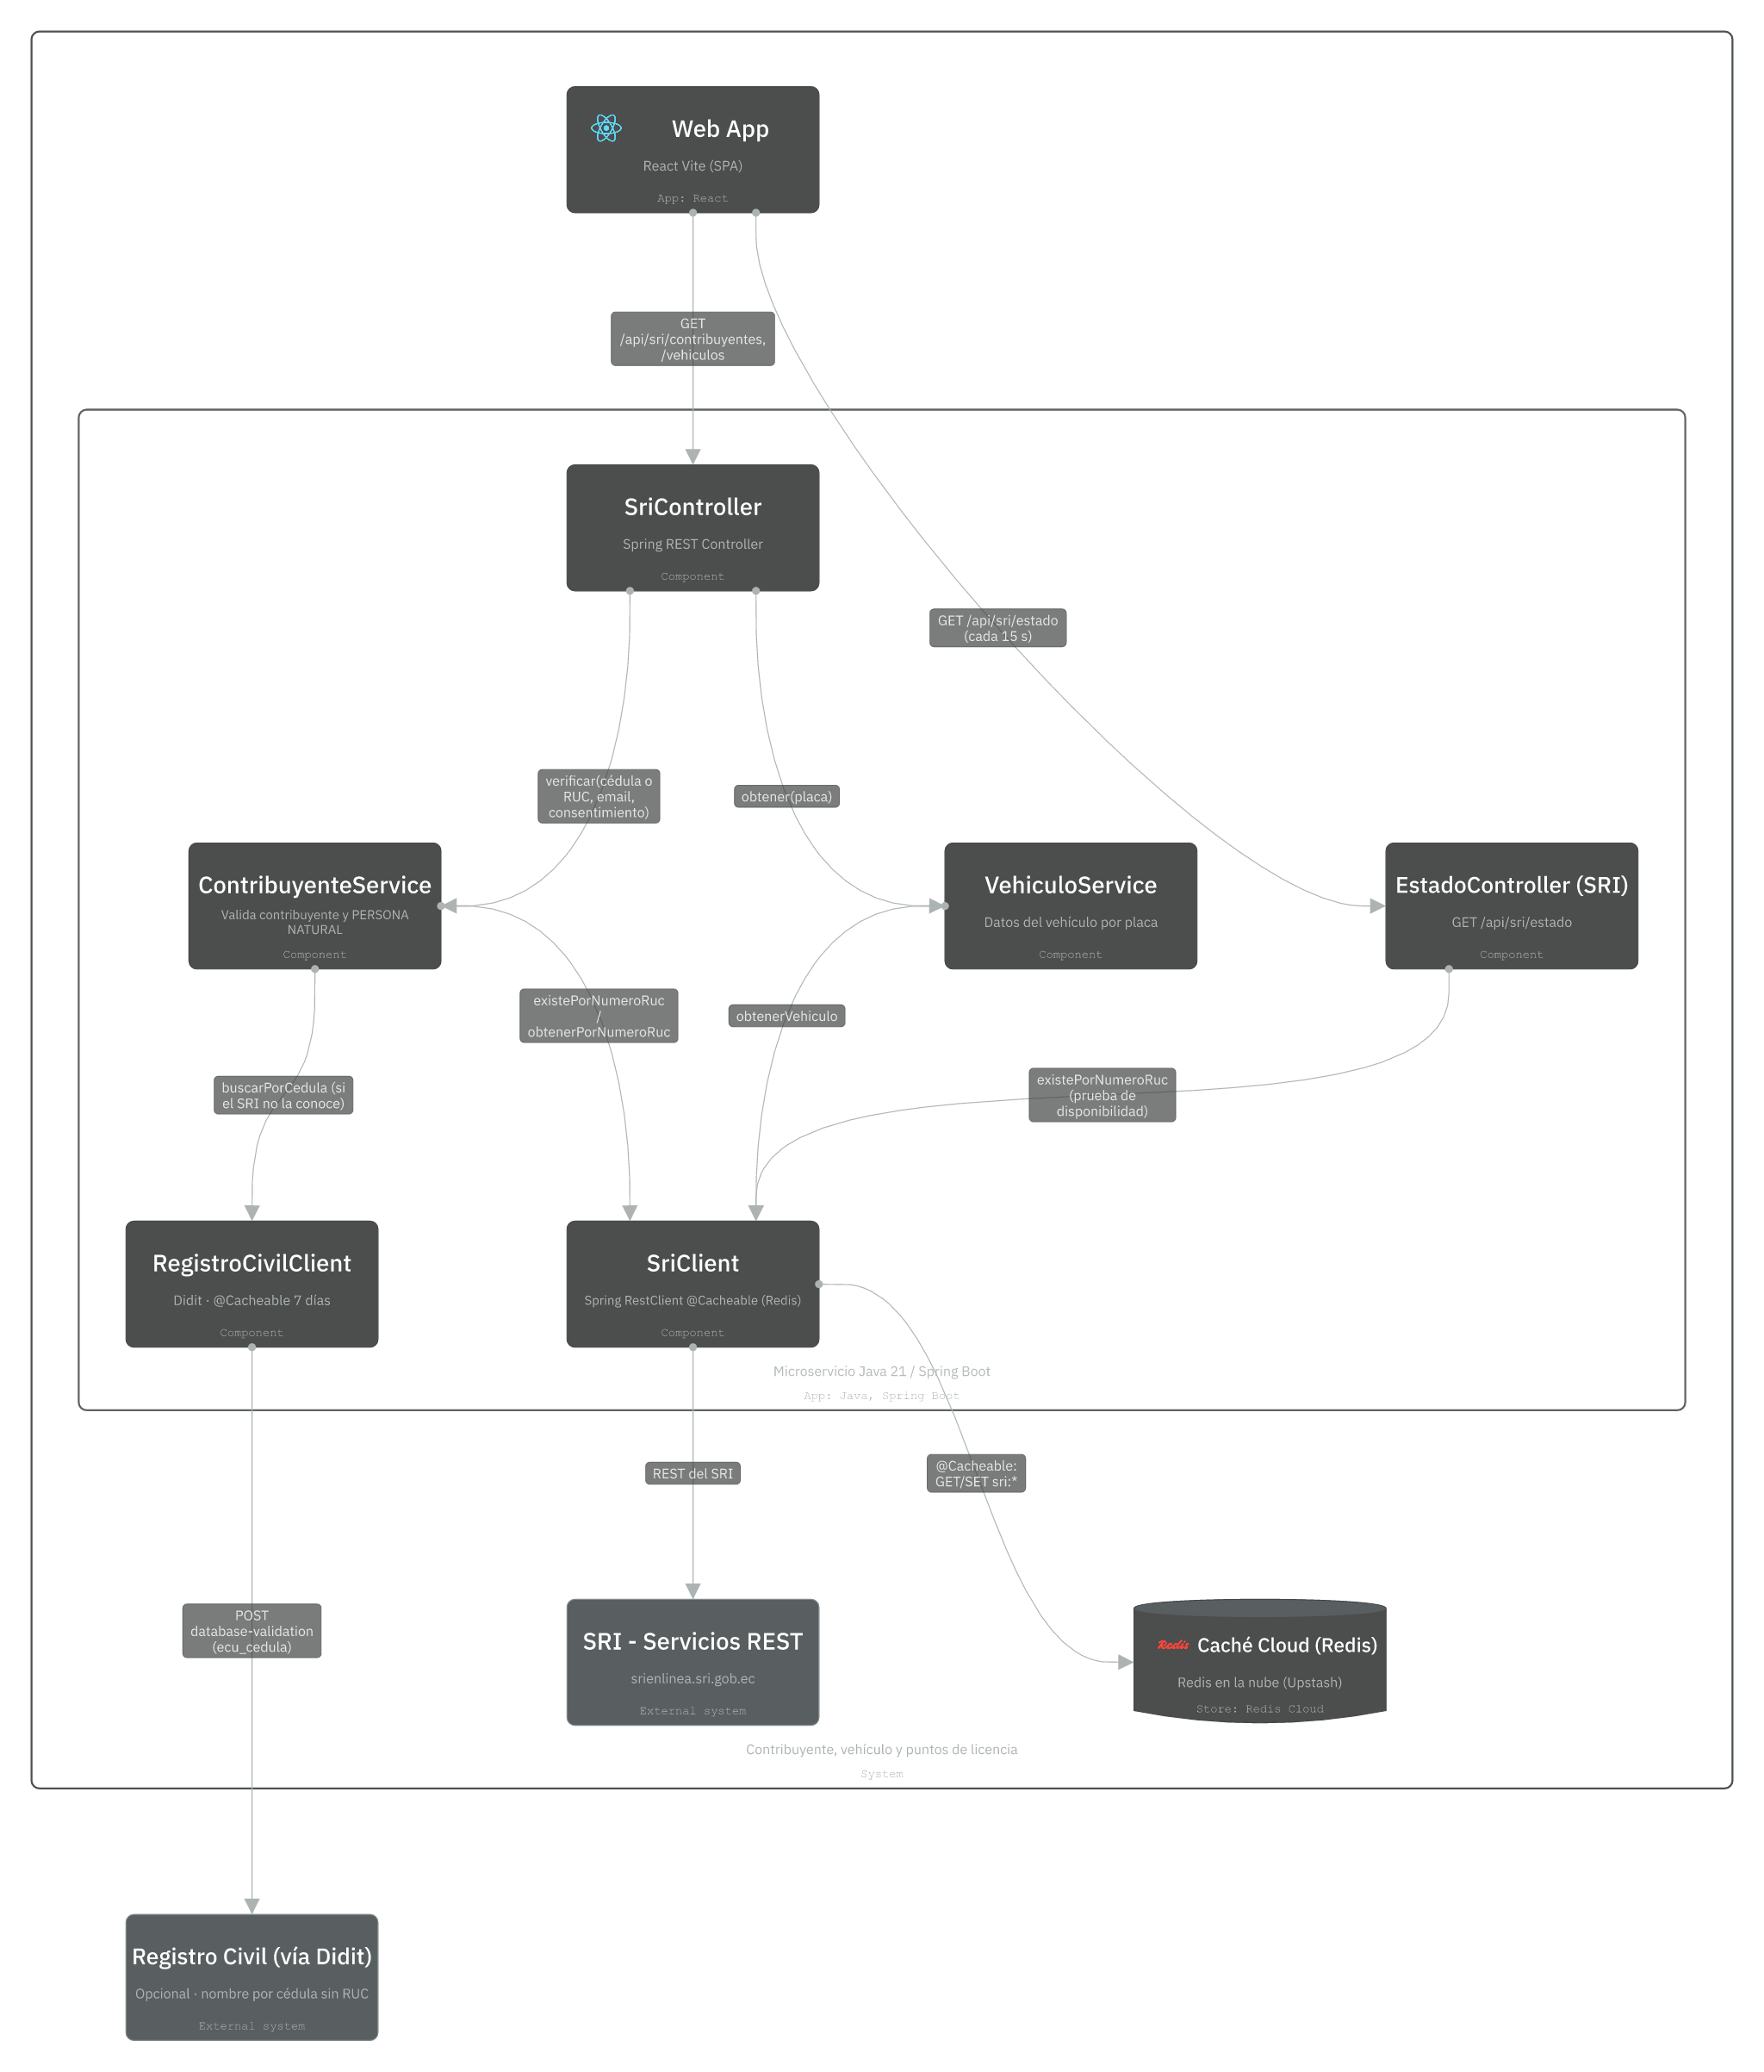 Web App
React Vite (SPA)
App: React
GET
/api/sri/contribuyentes,
/vehiculos
SriController
Spring REST Controller
Component
GET /api/sri/estado
(cada 15 s)
verificar(cédula o
RUC, email,
consentimiento)
obtener(placa)
ContribuyenteService
Valida contribuyente y PERSONA
NATURAL
Component
VehiculoService
Datos del vehículo por placa
Component
EstadoController (SRI)
GET /api/sri/estado
Component
existePorNumeroRuc
/
obtenerPorNumeroRuc
obtenerVehiculo
buscarPorCedula (si
el SRI no la conoce)
existePorNumeroRuc
(prueba de
disponibilidad)
RegistroCivilClient
Didit · @Cacheable 7 días
Component
SriClient
Spring RestClient @Cacheable (Redis)
Component
Microservicio Java 21 / Spring Boot
App: Java, Spring Boot
REST del SRI
@Cacheable:
GET/SET sri:*
POST
database-validation
(ecu_cedula)
SRI - Servicios REST
srienlinea.sri.gob.ec
External system
Redis
Caché Cloud (Redis)
Redis en la nube (Upstash)
Store: Redis Cloud
Contribuyente, vehículo y puntos de licencia
System
Registro Civil (vía Didit)
Opcional · nombre por cédula sin RUC
External system